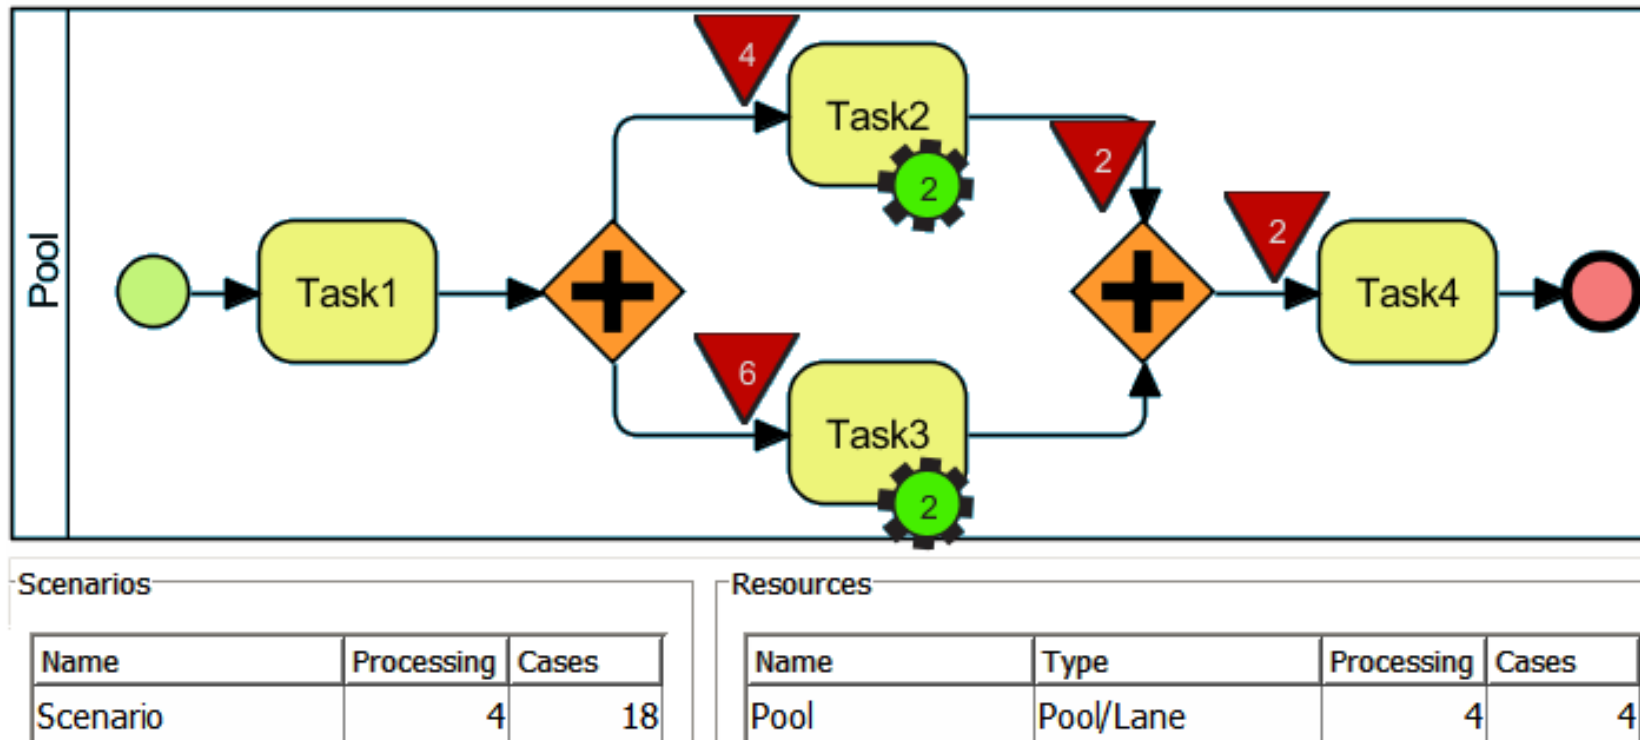 4
Task2
2
2
2
Pool
Task1
Task4
6
Task3
2
Scenarios
Resources
Name Processing Cases
Name Type Processing Cases
Scenario 4 18
Pool Pool/Lane 4 4